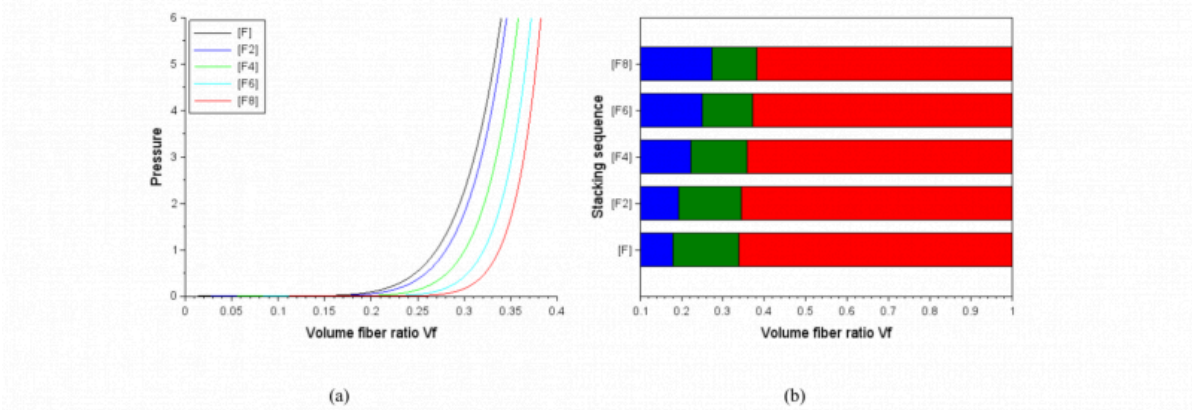 [F]
[F2]
[F4]
[F6]
[F8]
Pressure
6
5
4
3
2
1
0
0 0.05 0.1 0.15 0.2 0.25 0.3 0.35 0.4
Volume fiber ratio Vf
(a)
Stacking sequence
[F8]
[F6]
[F4]
[F2]
[F]
0.1 0.2 0.3 0.4 0.5 0.6 0.7 0.8 0.9 1
Volume fiber ratio Vf
(b)